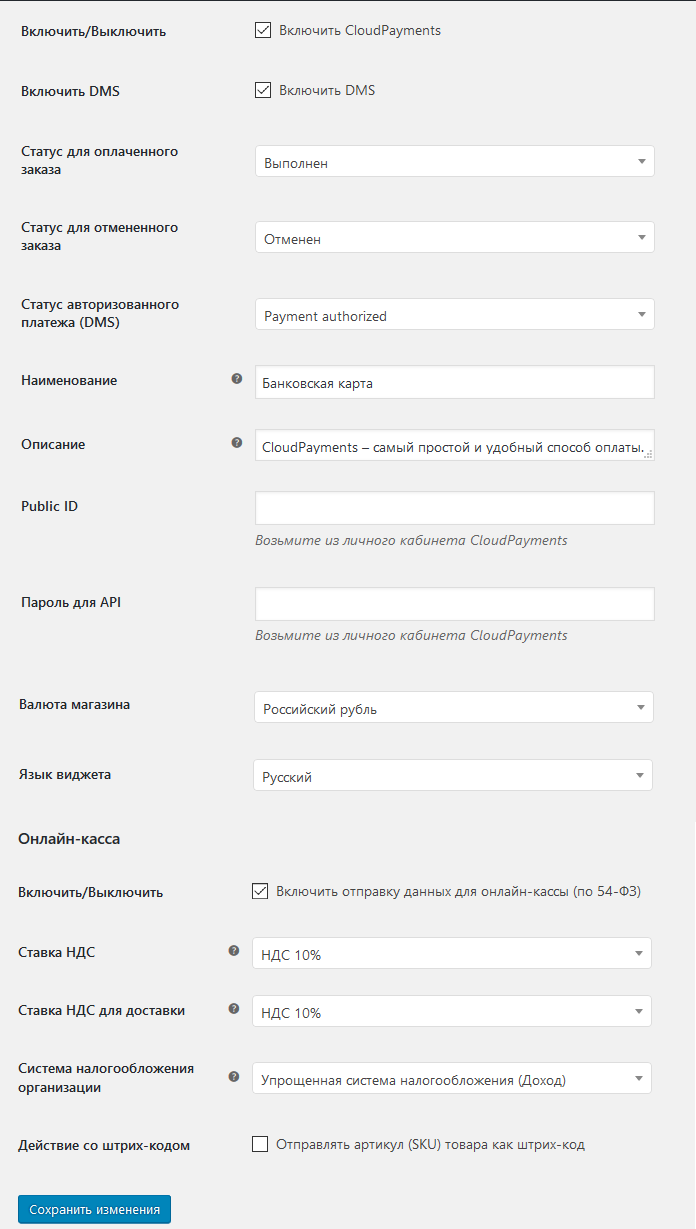 Включить/Выключить
Включить CloudPayments
Включить DMS
Включить DMS
Статус для оплаченного
заказа
Выполнен
Статус для отмененного
заказа
Отменен
Статус авторизованного
платежа (DMS)
Payment authorized
Наименование
Банковская карта
Описание
CloudPayments – самый простой и удобный способ оплаты.
Public ID
Возьмите из личного кабинета CloudPayments
Пароль для API
Возьмите из личного кабинета CloudPayments
Валюта магазина
Российский рубль
Язык виджета
Русский
Онлайн-касса
Включить/Выключить
Включить отправку данных для онлайн-кассы (по 54-ФЗ)
Ставка НДС
НДС 10%
Ставка НДС для доставки
НДС 10%
Система налогообложения
организации
Упрощенная система налогообложения (Доход)
Действие со штрих-кодом
Отправлять артикул (SKU) товара как штрих-код
Сохранить изменения